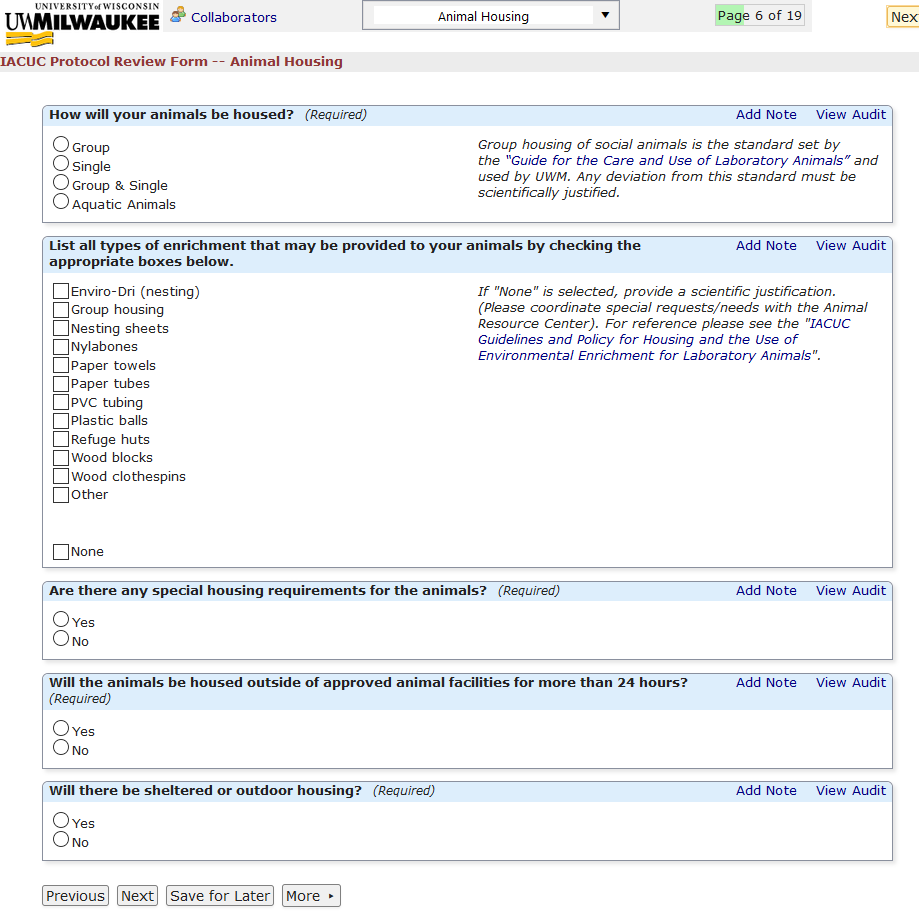 UNIVERSITY of WISCONSIN
UWMILWAUKEE
Collaborators
Animal Housing
Page 6 of 19
Nex
IACUC Protocol Review Form -- Animal Housing
How will your animals be housed? (Required)
Add Note View Audit
Group
Single
Group & Single
Aquatic Animals
Group housing of social animals is the standard set by
the “Guide for the Care and Use of Laboratory Animals” and
used by UWM. Any deviation from this standard must be
scientifically justified.
List all types of enrichment that may be provided to your animals by checking the
appropriate boxes below.
Add Note View Audit
Enviro-Dri (nesting)
Group housing
Nesting sheets
Nylabones
Paper towels
Paper tubes
PVC tubing
Plastic balls
Refuge huts
Wood blocks
Wood clothespins
Other
None
If "None" is selected, provide a scientific justification.
(Please coordinate special requests/needs with the Animal
Resource Center). For reference please see the "IACUC
Guidelines and Policy for Housing and the Use of
Environmental Enrichment for Laboratory Animals".
Are there any special housing requirements for the animals? (Required)
Add Note View Audit
Yes
No
Will the animals be housed outside of approved animal facilities for more than 24 hours?
(Required)
Add Note View Audit
Yes
No
Will there be sheltered or outdoor housing? (Required)
Add Note View Audit
Yes
No
Previous Next Save for Later More